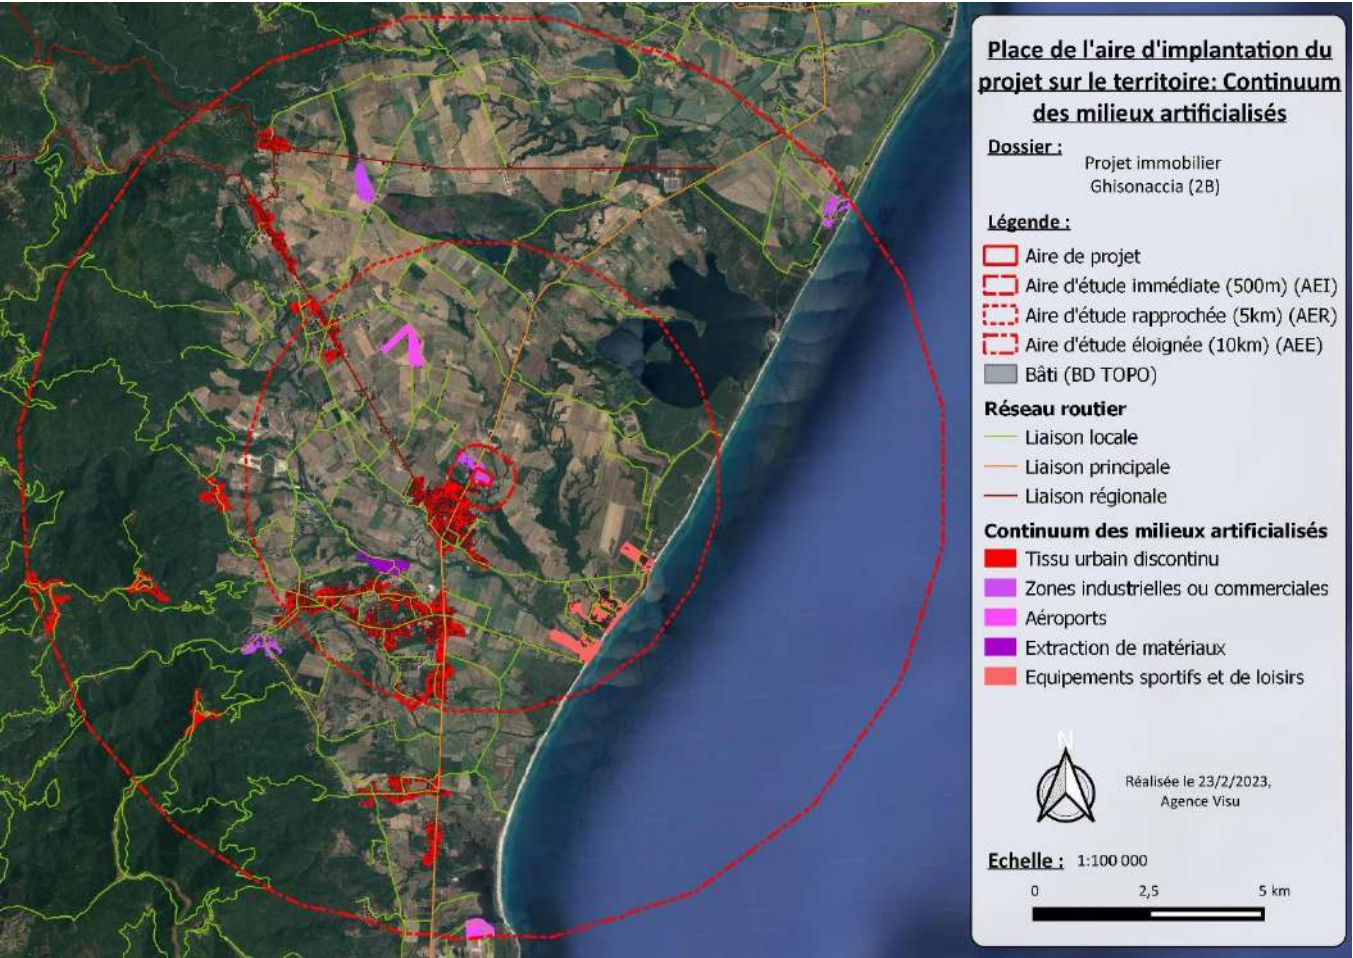 Place de l'aire d'implantation du
projet sur le territoire: Continuum
des milieux artificialisés
Dossier :
Projet immobilier
Ghisonaccia (2B)
Légende :
Aire de projet
Aire d'étude immédiate (500m) (AEI)
Aire d'étude rapprochée (5km) (AER)
Aire d'étude éloignée (10km) (AEE)
Bâti (BD TOPO)
Réseau routier
Liaison locale
Liaison principale
Liaison régionale
Continuum des milieux artificialisés
Tissu urbain discontinu
Zones industrielles ou commerciales
Aéroports
Extraction de matériaux
Equipements sportifs et de loisirs
N
Réalisée le 23/2/2023,
Agence Visu
Echelle : 1:100 000
0 2,5 5 km